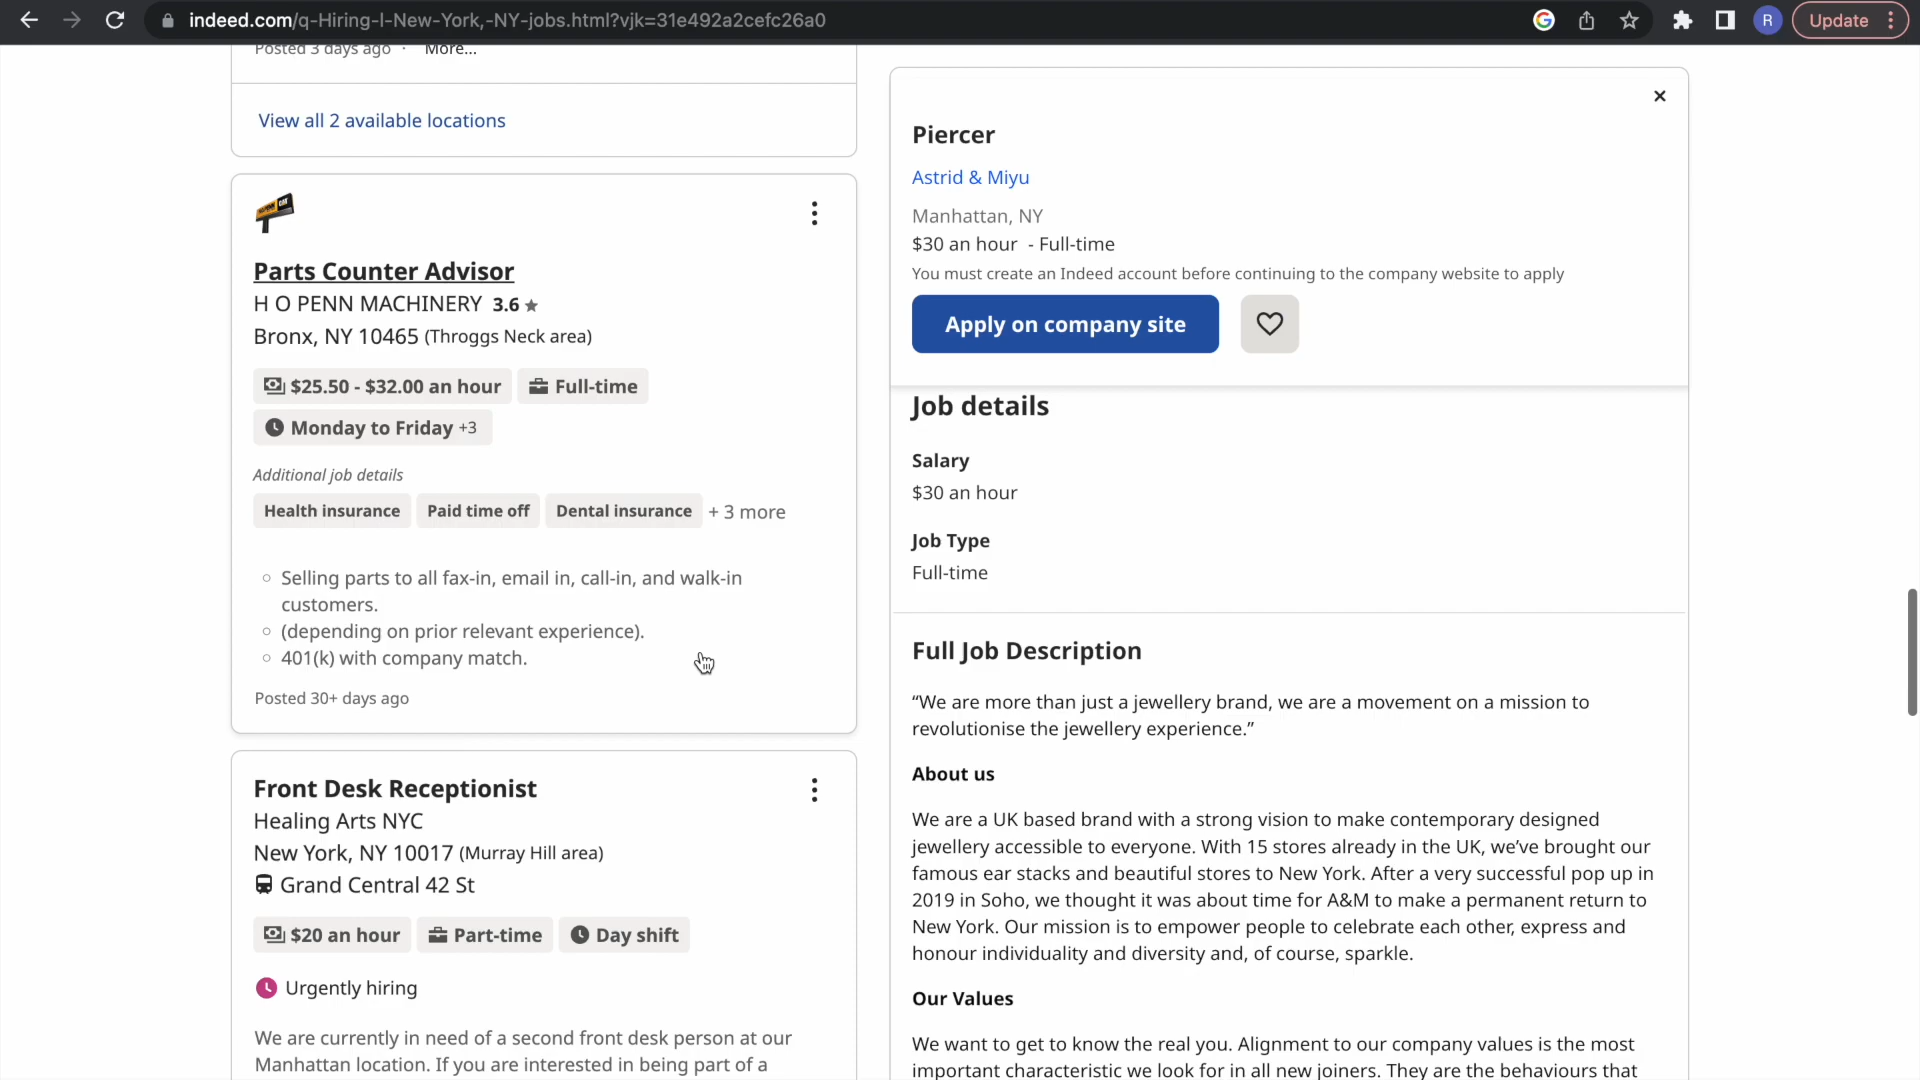 indeed.com/q-Hiring-l-New-York,-NY-jobs.html?vjk=31e492a2cefc26a0
R
Update
Posted 3 days ago · More...
View all 2 available locations
CAT
Parts Counter Advisor
H O PENN MACHINERY 3.6
Bronx, NY 10465 (Throggs Neck area)
$25.50 - $32.00 an hour
Full-time
Monday to Friday +3
Additional job details
Health insurance
Paid time off
Dental insurance
+ 3 more
Selling parts to all fax-in, email in, call-in, and walk-in
customers.
(depending on prior relevant experience).
401(k) with company match.
Posted 30+ days ago
Front Desk Receptionist
Healing Arts NYC
New York, NY 10017 (Murray Hill area)
Grand Central 42 St
$20 an hour
Part-time
Day shift
Urgently hiring
We are currently in need of a second front desk person at our
Manhattan location. If you are interested in being part of a
Piercer
Astrid & Miyu
Manhattan, NY
$30 an hour - Full-time
You must create an Indeed account before continuing to the company website to apply
Apply on company site
Job details
Salary
$30 an hour
Job Type
Full-time
Full Job Description
“We are more than just a jewellery brand, we are a movement on a mission to
revolutionise the jewellery experience.”
About us
We are a UK based brand with a strong vision to make contemporary designed
jewellery accessible to everyone. With 15 stores already in the UK, we’ve brought our
famous ear stacks and beautiful stores to New York. After a very successful pop up in
2019 in Soho, we thought it was about time for A&M to make a permanent return to
New York. Our mission is to empower people to celebrate each other, express and
honour individuality and diversity and, of course, sparkle.
Our Values
We want to get to know the real you. Alignment to our company values is the most
important characteristic we look for in all new joiners. They are the behaviours that